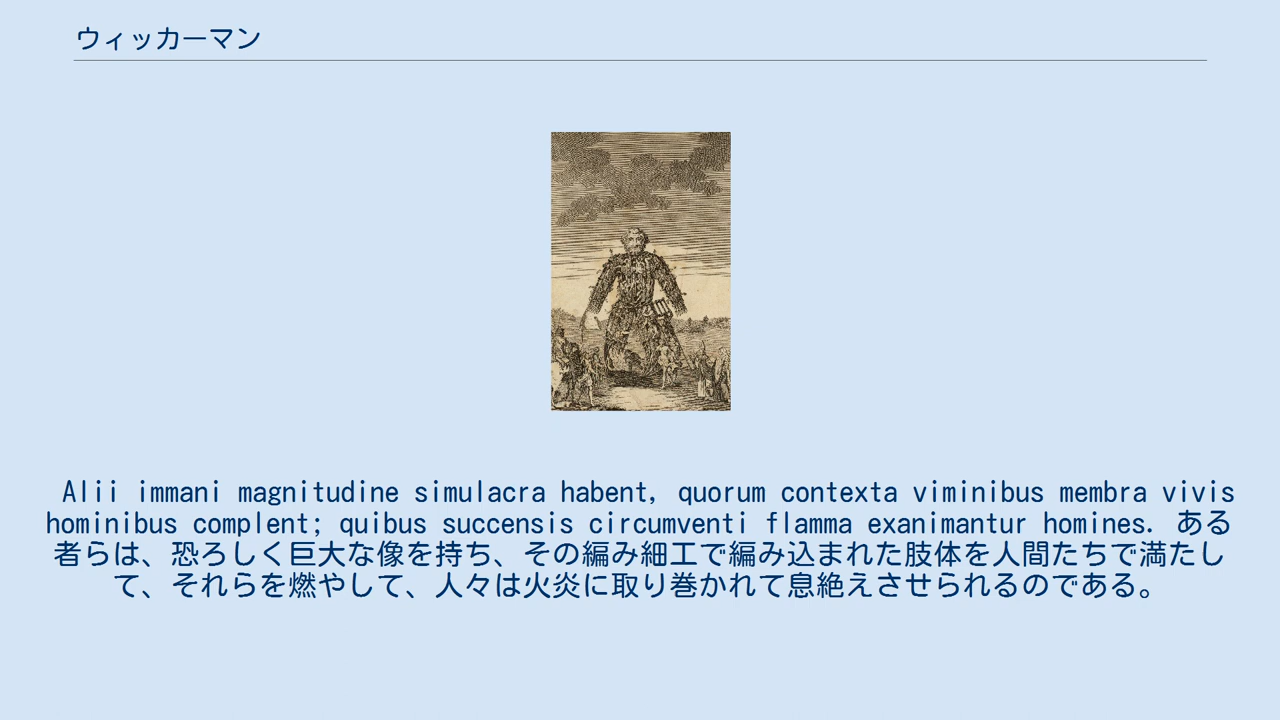 ウィッカーマン
Alii immani magnitudine simulacra habent, quorum contexta viminibus membra vivis
hominibus complent; quibus succensis circumventi flamma exanimantur homines. ある
者らは、恐ろしく巨大な像を持ち、その編み細工で編み込まれた肢体を人間たちで満たし
て、それらを燃やして、人々は火炎に取り巻かれて息絶えさせられるのである。